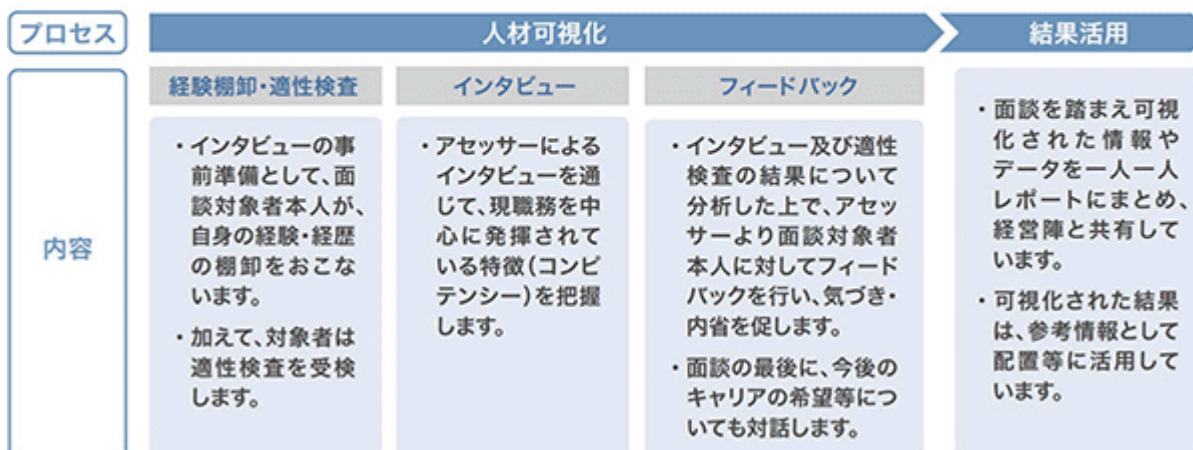 プロセス
人材可視化
結果活用
内容
経験棚卸・適性検査
・インタビューの事
前準備として、面
談対象者本人が、
自身の経験・経歴
の棚卸をおこな
います。
・加えて、対象者は
適性検査を受検
します。
インタビュー
・アセッサーによる
インタビューを通
じて、現職務を中
心に発揮されて
いる特徴(コンピ
テンシー)を把握
します。
フィードバック
・インタビュー及び適性
検査の結果について
分析した上で、アセッ
サーより面談対象者
本人に対してフィード
バックを行い、気づき・
内省を促します。
・面談の最後に、今後の
キャリアの希望等につ
いても対話します。
・面談を踏まえ可視
化された情報や
データを一人一人
レポートにまとめ、
経営陣と共有して
います。
・可視化された結果
は、参考情報として
配置等に活用して
います。